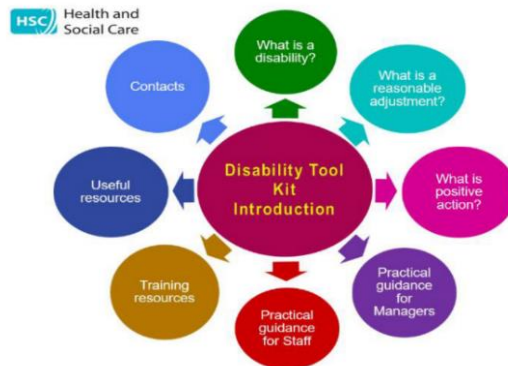 HSC Health and
Social Care
What is a
disability?
What is a
reasonable
adjustment?
What is
positive
action?
Practical
guidance
for
Managers
Practical
guidance
for Staff
Training
resources
Useful
resources
Contacts
Disability Tool
Kit
Introduction